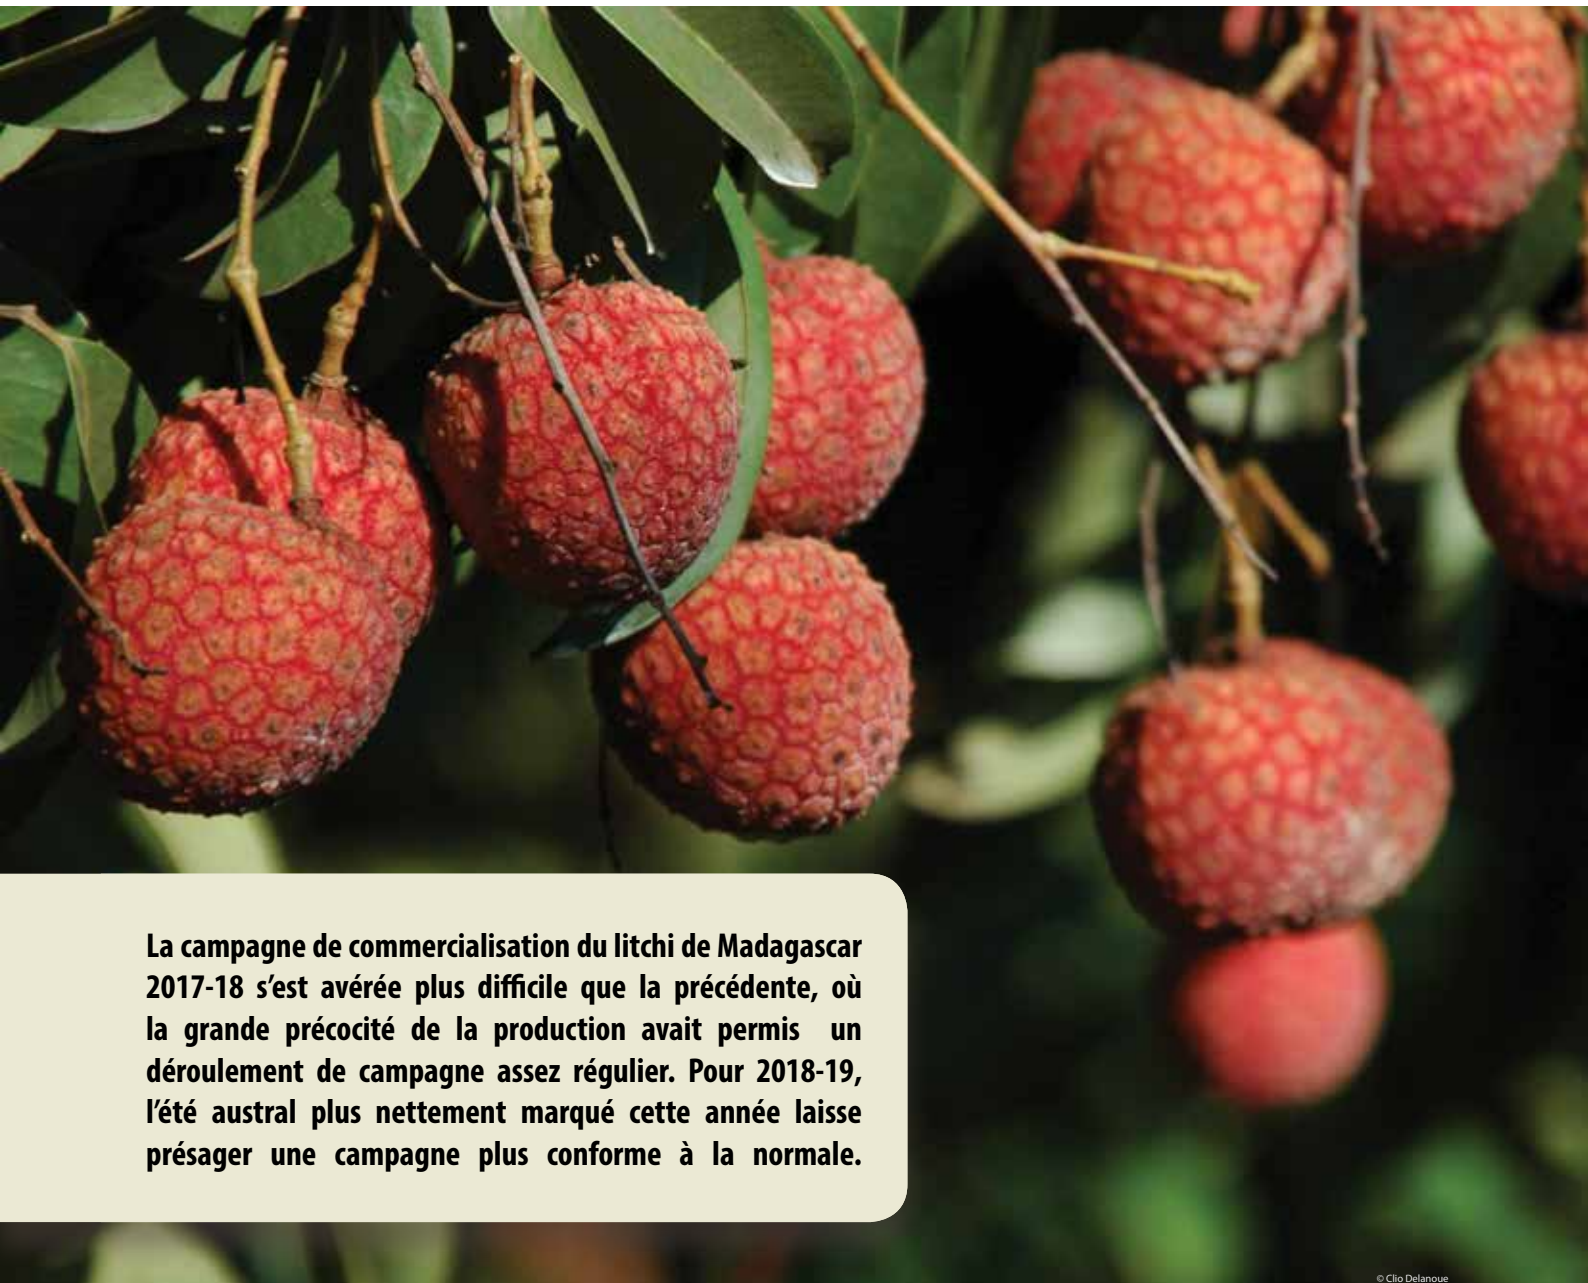 La campagne de commercialisation du litchi de Madagascar
2017-18 s’est avérée plus difficile que la précédente, où
la grande précocité de la production avait permis un
déroulement de campagne assez régulier. Pour 2018-19,
l’été austral plus nettement marqué cette année laisse
présager une campagne plus conforme à la normale.
© Clio Delanoue